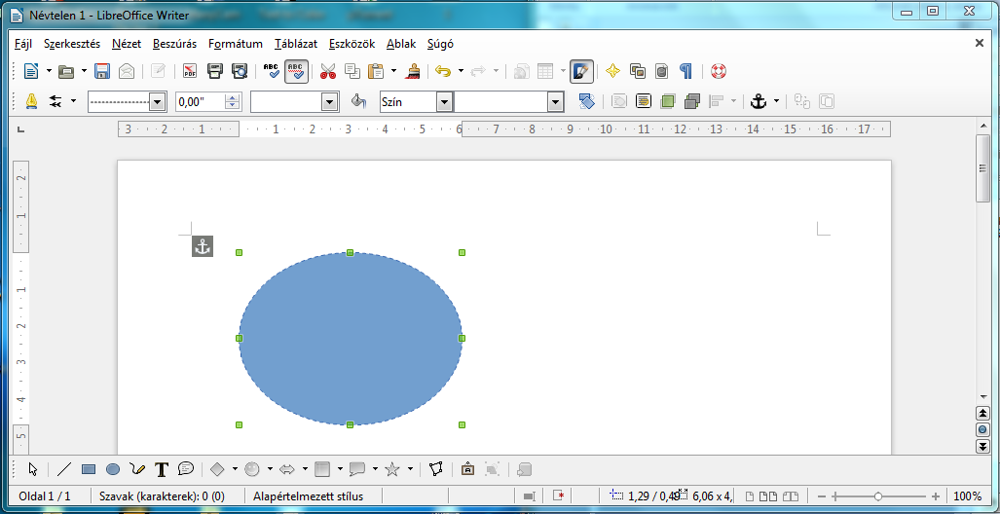 Névtelen 1 - LibreOffice Writer
Fájl Szerkesztés Nézet Beszúrás Formátum Táblázat Eszközök Ablak Súgó
PDF ABC ABC
0,00" Szín
3 2 1 1 2 3 4 5 6 7 8 9 10 11 12 13 14 15 16 17
2
1
1
2
3
4
5
T
Oldal 1 / 1 Szavak (karakterek): 0 (0) Alapértelmezett stílus 1,29 / 0,49 6,06 x 4, 100%